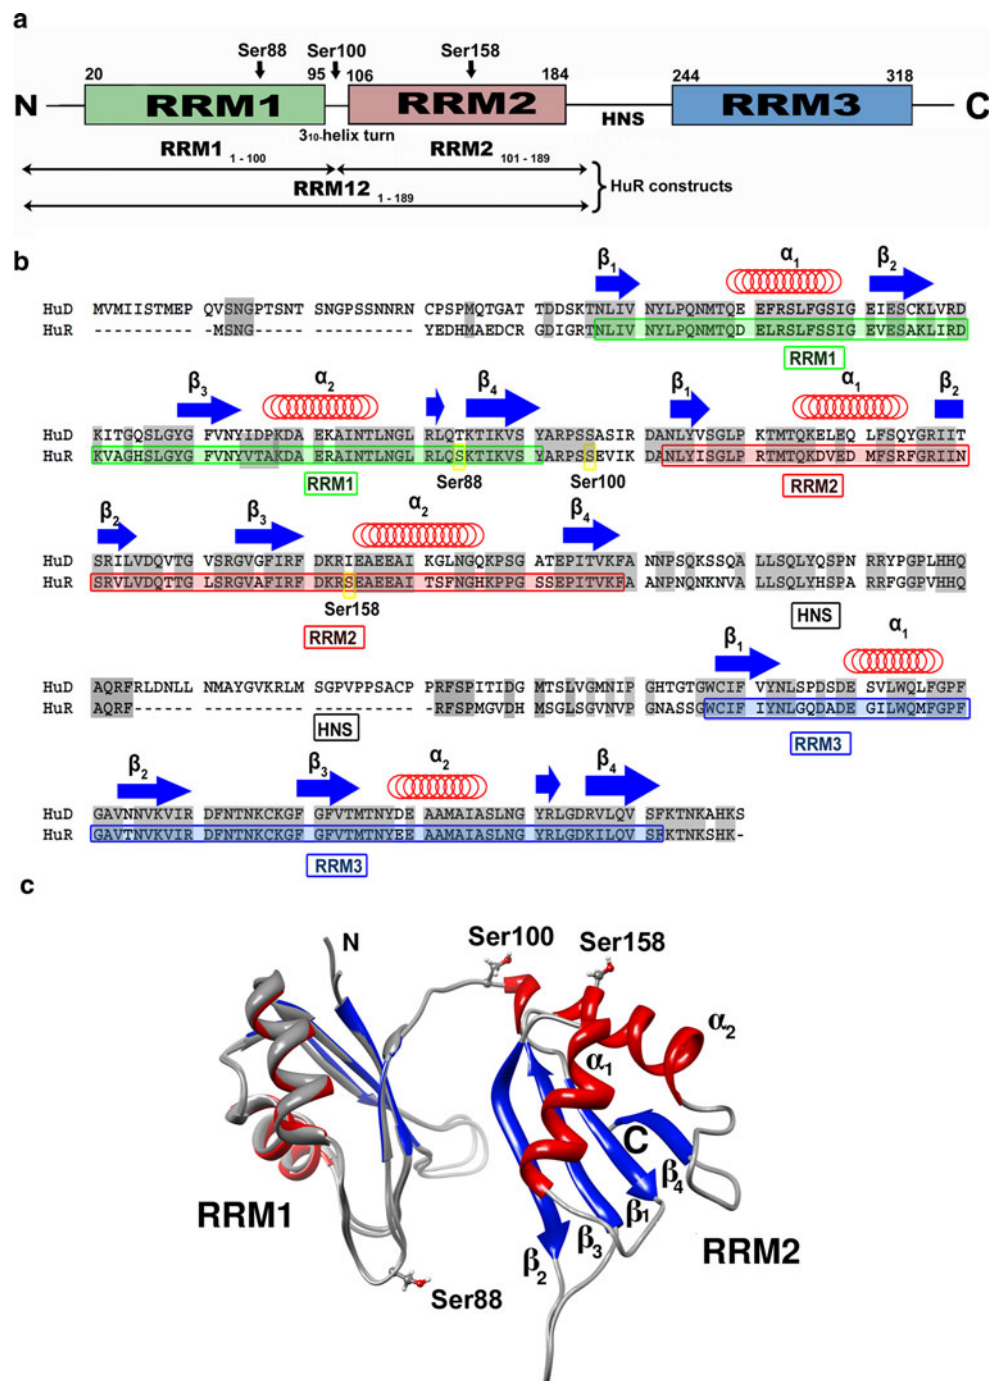 a
Ser88 Ser100 Ser158
20 95 106 184 244 318
N RRM1 RRM2 HNS RRM3 C
3₁₀-helix turn
RRM1 1 - 100 RRM2 101 - 189
RRM12 1 - 189
HuR constructs
b
β1 α1 β2
HuD MVMIISTMEP QVSNGPTSNT SNGPSSNNRN CPSPMQTGAT TDDSKTNLIV NYLPQNMTQE EFRSLFGSIG EIESCKLVRD
HuR ---------- --MSNG---- ---------- YEDHMAEDCR GDIGRTNLIV NYLPQNMTQD ELRSLFSSIG EVESAKLIRD
RRM1
β3 α2 β4 β1 α1 β2
HuD KITGQSLGYG FVNYIDPKDA EKAINTLNGL RLQTKTIKVS YARPSSASIR DANLYVSGLP KTMTQKELEQ LFSQYGRIIT
HuR KVAGHSLGYG FVNYVTAKDA ERAINTLNGL RLQSKTIKVS YARPSSEVIK DANLYISGLP RTMTQKDVED MFSRFGRIIN
RRM1 Ser88 Ser100 RRM2
β2 β3 α2 β4
HuD SRILVDQVTG VSRGVGFIRF DKRIEAEEAI KGLNGQKPSG ATEPITVKFA NNPSQKSSQA LLSQLYQSPN RRYPGPLHHQ
HuR SRVLVDQTTG LSRGVAFIRF DKRSEAEEAI TSFNGHKPPG SSEPITVKFA ANPNQNKNVA LLSQLYHSPA RRFGGPVHHQ
Ser158
RRM2 HNS
β1 α1
HuD AQRFRLDNLL NMAYGVKRLM SGPVPPSACP PRFSPITIDG MTSLVGMNIP GHTGTGWCIF VYNLSPDSDE SVLWQLFGPF
HuR AQRF------ ---------- ---------- -RFSPMGVDH MSGLSGVNVP GNASSGWCIF IYNLGQDADE GILWQMFGPF
HNS RRM3
β2 β3 α2 β4
HuD GAVNNVKVIR DFNTNKCKGF GFVTMTNYDE AAMAIASLNG YRLGDRVLQV SFKTNKAHKS
HuR GAVTNVKVIR DFNTNKCKGF GFVTMTNYEE AAMAIASLNG YRLGDKILQV SFKTNKSHK-
RRM3
c
N Ser100 Ser158
α2
α1
C
β4
β1
RRM1 β3 RRM2
β2
Ser88